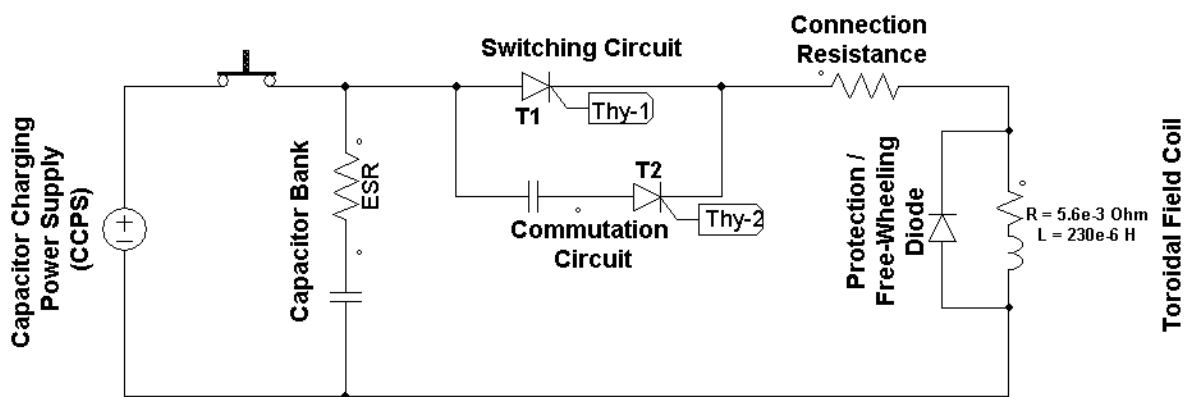 Capacitor Charging
Power Supply
(CCPS)
Capacitor Bank
ESR
Switching Circuit
T1
Thy-1
T2
Thy-2
Commutation
Circuit
Connection
Resistance
Protection /
Free-Wheeling
Diode
R = 5.6e-3 Ohm
L = 230e-6 H
Toroidal Field Coil